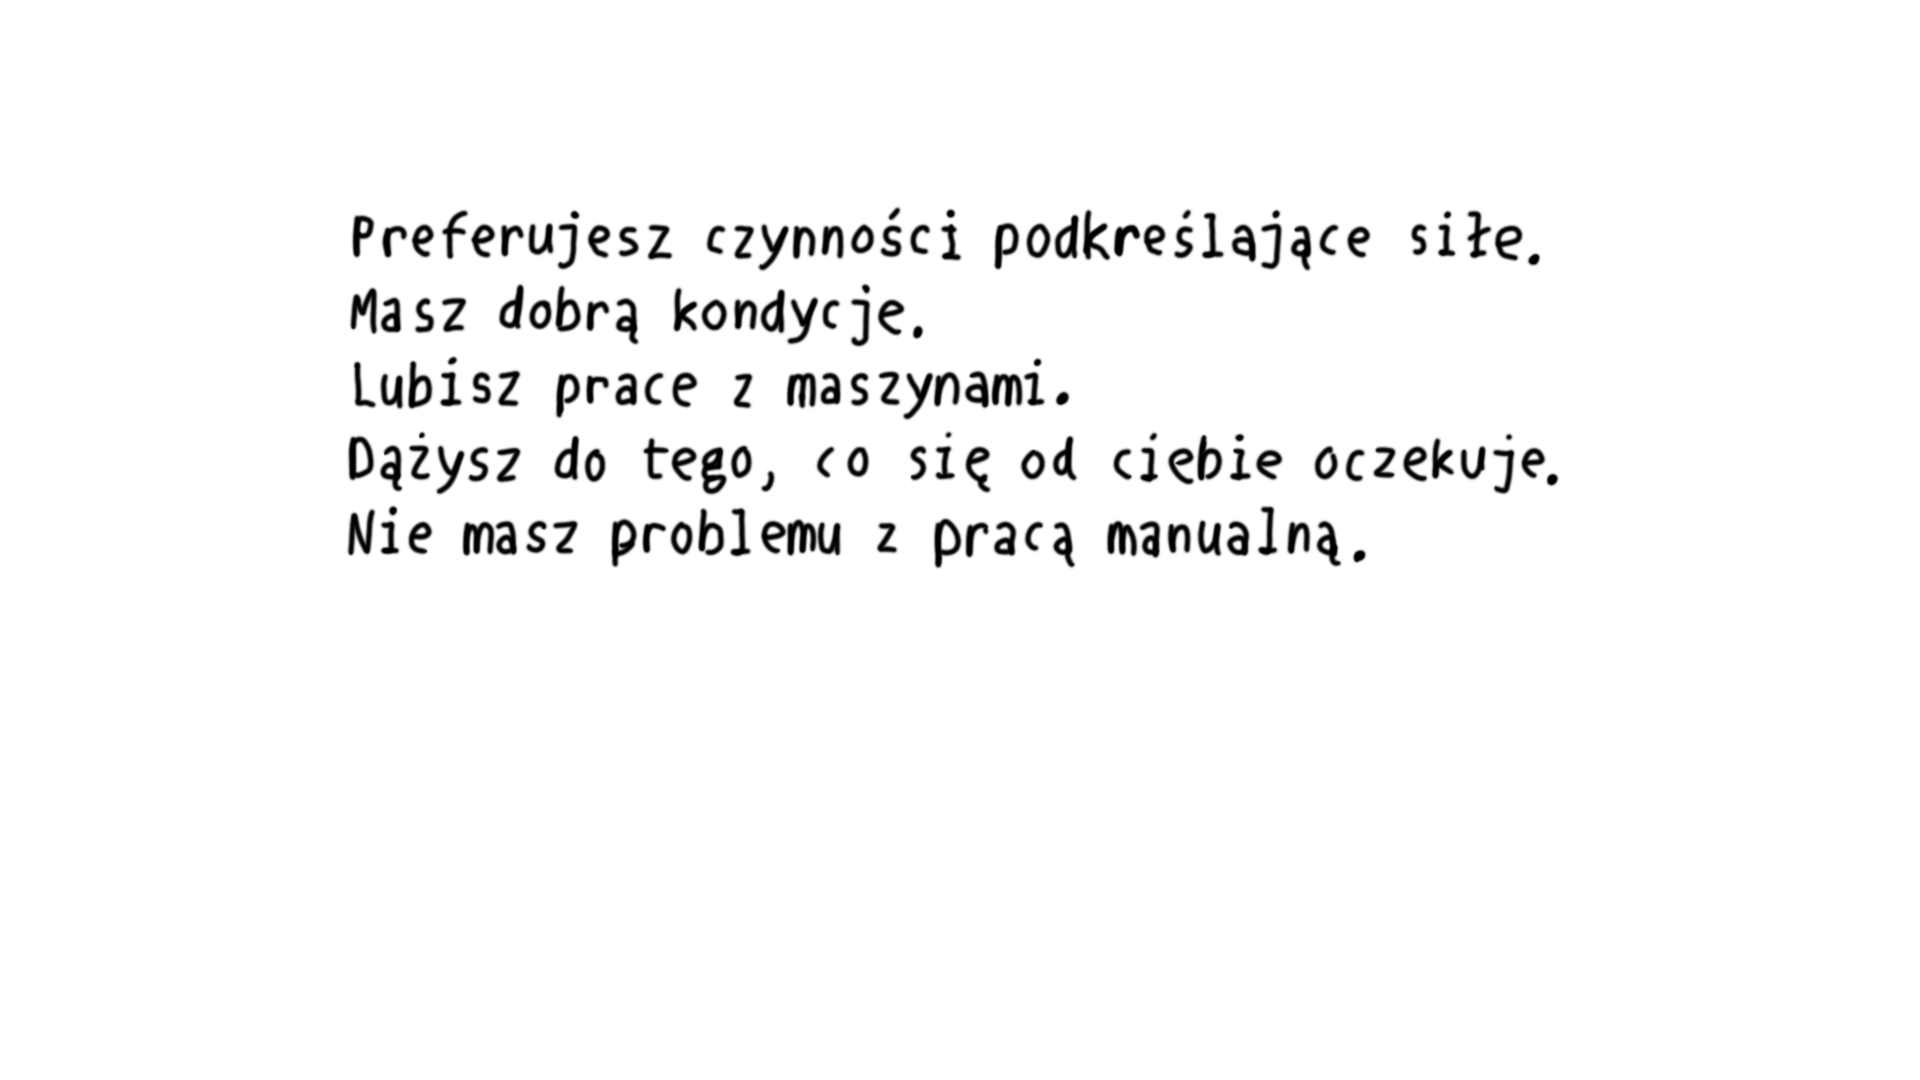 Preferujesz czynności podkreślające siłe.
Masz dobrą kondycje.
Lubisz prace z maszynami.
Dążysz do tego, co się od ciebie oczekuje.
Nie masz problemu z pracą manualną.